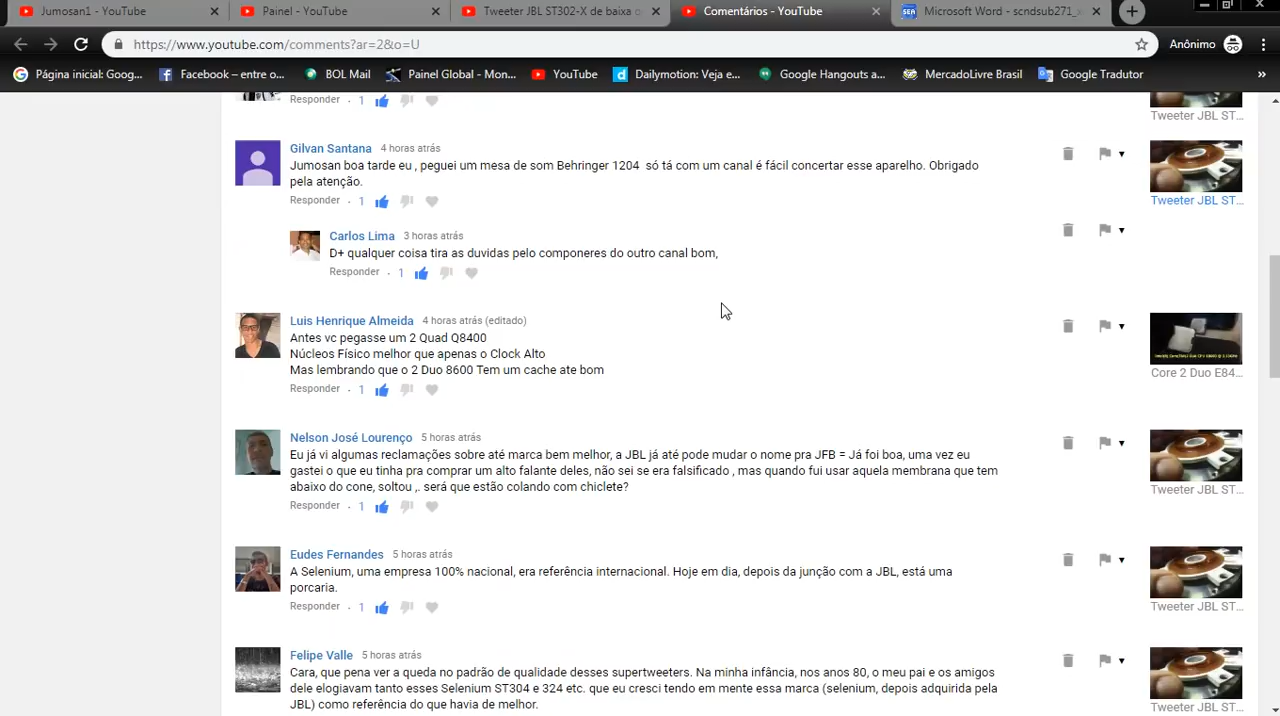 Jumosan1 - YouTube
Painel - YouTube
Tweeter JBL ST302-X de baixa
Comentários - YouTube
Microsoft Word - scndsub271_
https://www.youtube.com/comments?ar=2&o=U
Anônimo
Página inicial: Goog...
Facebook – entre o...
BOL Mail
Painel Global - Mon...
YouTube
Dailymotion: Veja e...
Google Hangouts a...
MercadoLivre Brasil
Google Tradutor
»
Responder · 1
Tweeter JBL ST...
Gilvan Santana 4 horas atrás
Jumosan boa tarde eu , peguei um mesa de som Behringer 1204 só tá com um canal é fácil concertar esse aparelho. Obrigado
pela atenção.
Responder · 1
Tweeter JBL ST...
Carlos Lima 3 horas atrás
D+ qualquer coisa tira as duvidas pelo componeres do outro canal bom,
Responder · 1
Luis Henrique Almeida 4 horas atrás (editado)
Antes vc pegasse um 2 Quad Q8400
Núcleos Físico melhor que apenas o Clock Alto
Mas lembrando que o 2 Duo 8600 Tem um cache ate bom
Responder · 1
Core 2 Duo E84...
Nelson José Lourenço 5 horas atrás
Eu já vi algumas reclamações sobre até marca bem melhor, a JBL já até pode mudar o nome pra JFB = Já foi boa, uma vez eu
gastei o que eu tinha pra comprar um alto falante deles, não sei se era falsificado , mas quando fui usar aquela membrana que tem
abaixo do cone, soltou ,. será que estão colando com chiclete?
Responder · 1
Tweeter JBL ST...
Eudes Fernandes 5 horas atrás
A Selenium, uma empresa 100% nacional, era referência internacional. Hoje em dia, depois da junção com a JBL, está uma
porcaria.
Responder · 1
Tweeter JBL ST...
Felipe Valle 5 horas atrás
Cara, que pena ver a queda no padrão de qualidade desses supertweeters. Na minha infância, nos anos 80, o meu pai e os amigos
dele elogiavam tanto esses Selenium ST304 e 324 etc. que eu cresci tendo em mente essa marca (selenium, depois adquirida pela
JBL) como referência do que havia de melhor.
Tweeter JBL ST...